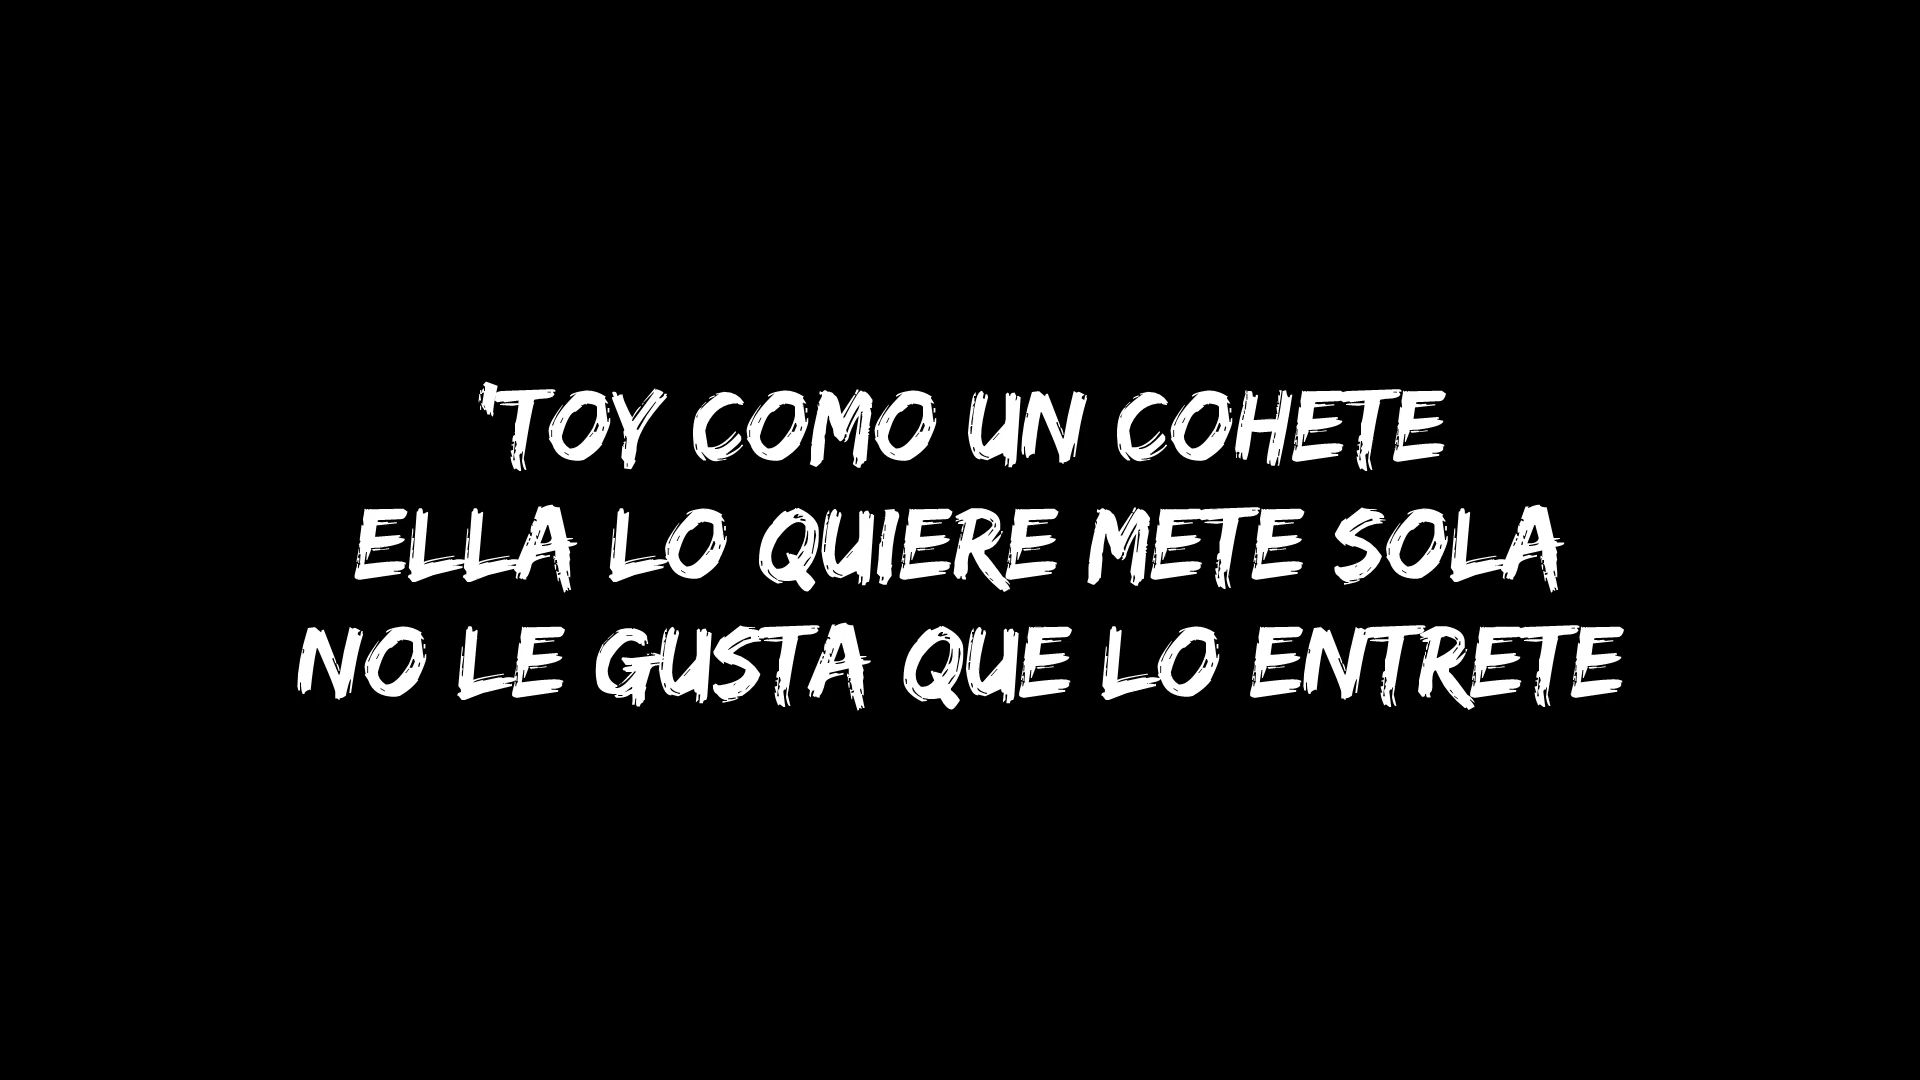 'TOY COMO UN COHETE
ELLA LO QUIERE METE SOLA
NO LE GUSTA QUE LO ENTRETE